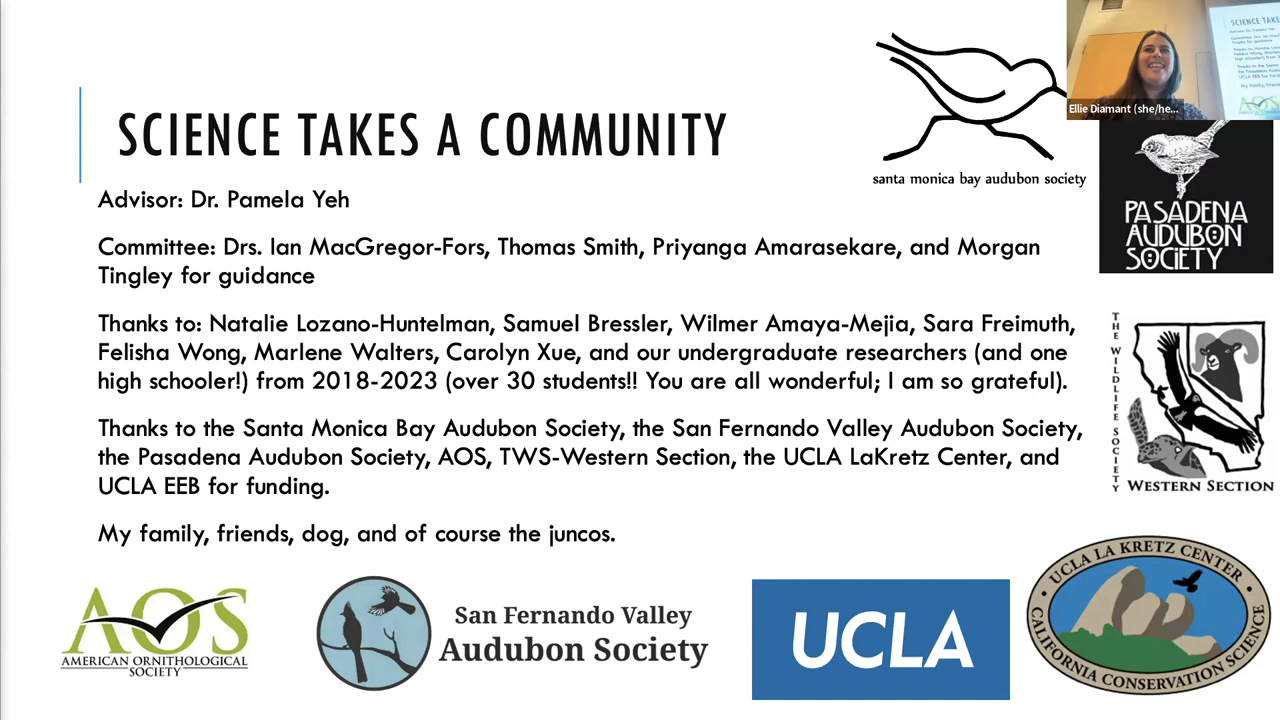 SCIENCE TAKES A COMMUNITY
Advisor: Dr. Pamela Yeh
Committee: Drs. Ian MacGregor-Fors, Thomas Smith, Priyanga Amarasekare, and Morgan
Tingley for guidance
Thanks to: Natalie Lozano-Huntelman, Samuel Bressler, Wilmer Amaya-Mejia, Sara Freimuth,
Felisha Wong, Marlene Walters, Carolyn Xue, and our undergraduate researchers (and one
high schooler!) from 2018-2023 (over 30 students!! You are all wonderful; I am so grateful).
Thanks to the Santa Monica Bay Audubon Society, the San Fernando Valley Audubon Society,
the Pasadena Audubon Society, AOS, TWS-Western Section, the UCLA LaKretz Center, and
UCLA EEB for funding.
My family, friends, dog, and of course the juncos.
santa monica bay audubon society
Ellie Diamant (she/he...
SCIENCE TAKE
PASADENA
AUDUBON
SOCIETY
THE WILDLIFE SOCIETY
WESTERN SECTION
AOS
AMERICAN ORNITHOLOGICAL
SOCIETY
San Fernando Valley
Audubon Society
UCLA
UCLA LA KRETZ CENTER
CALIFORNIA CONSERVATION SCIENCE